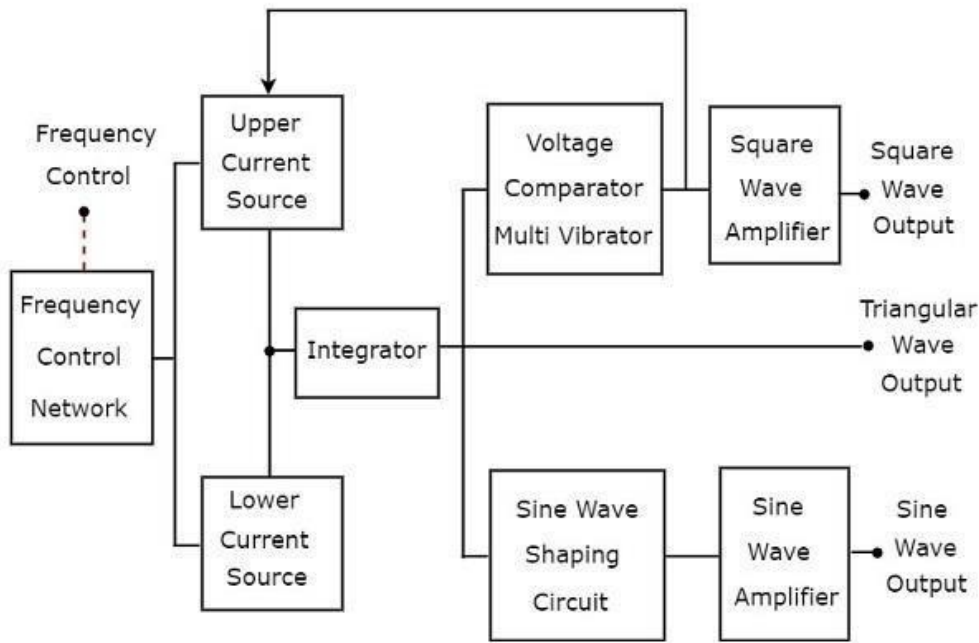 Frequency
Control
Frequency
Control
Network
Upper
Current
Source
Lower
Current
Source
Integrator
Voltage
Comparator
Multi Vibrator
Square
Wave
Amplifier
Square
Wave
Output
Triangular
Wave
Output
Sine Wave
Shaping
Circuit
Sine
Wave
Amplifier
Sine
Wave
Output